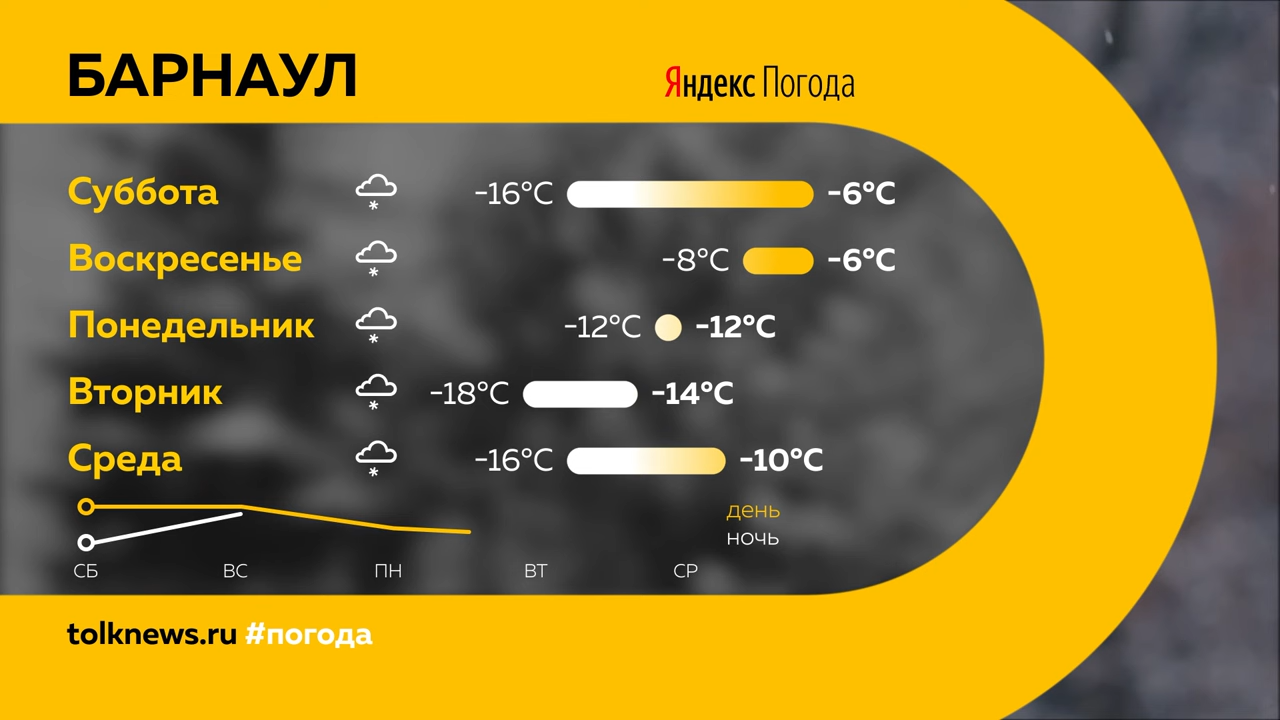 БАРНАУЛ
Яндекс Погода
Суббота -16°C -6°C
Воскресенье -8°C -6°C
Понедельник -12°C -12°C
Вторник -18°C -14°C
Среда -16°C -10°C
день
ночь
СБ ВС ПН ВТ СР
tolknews.ru #погода